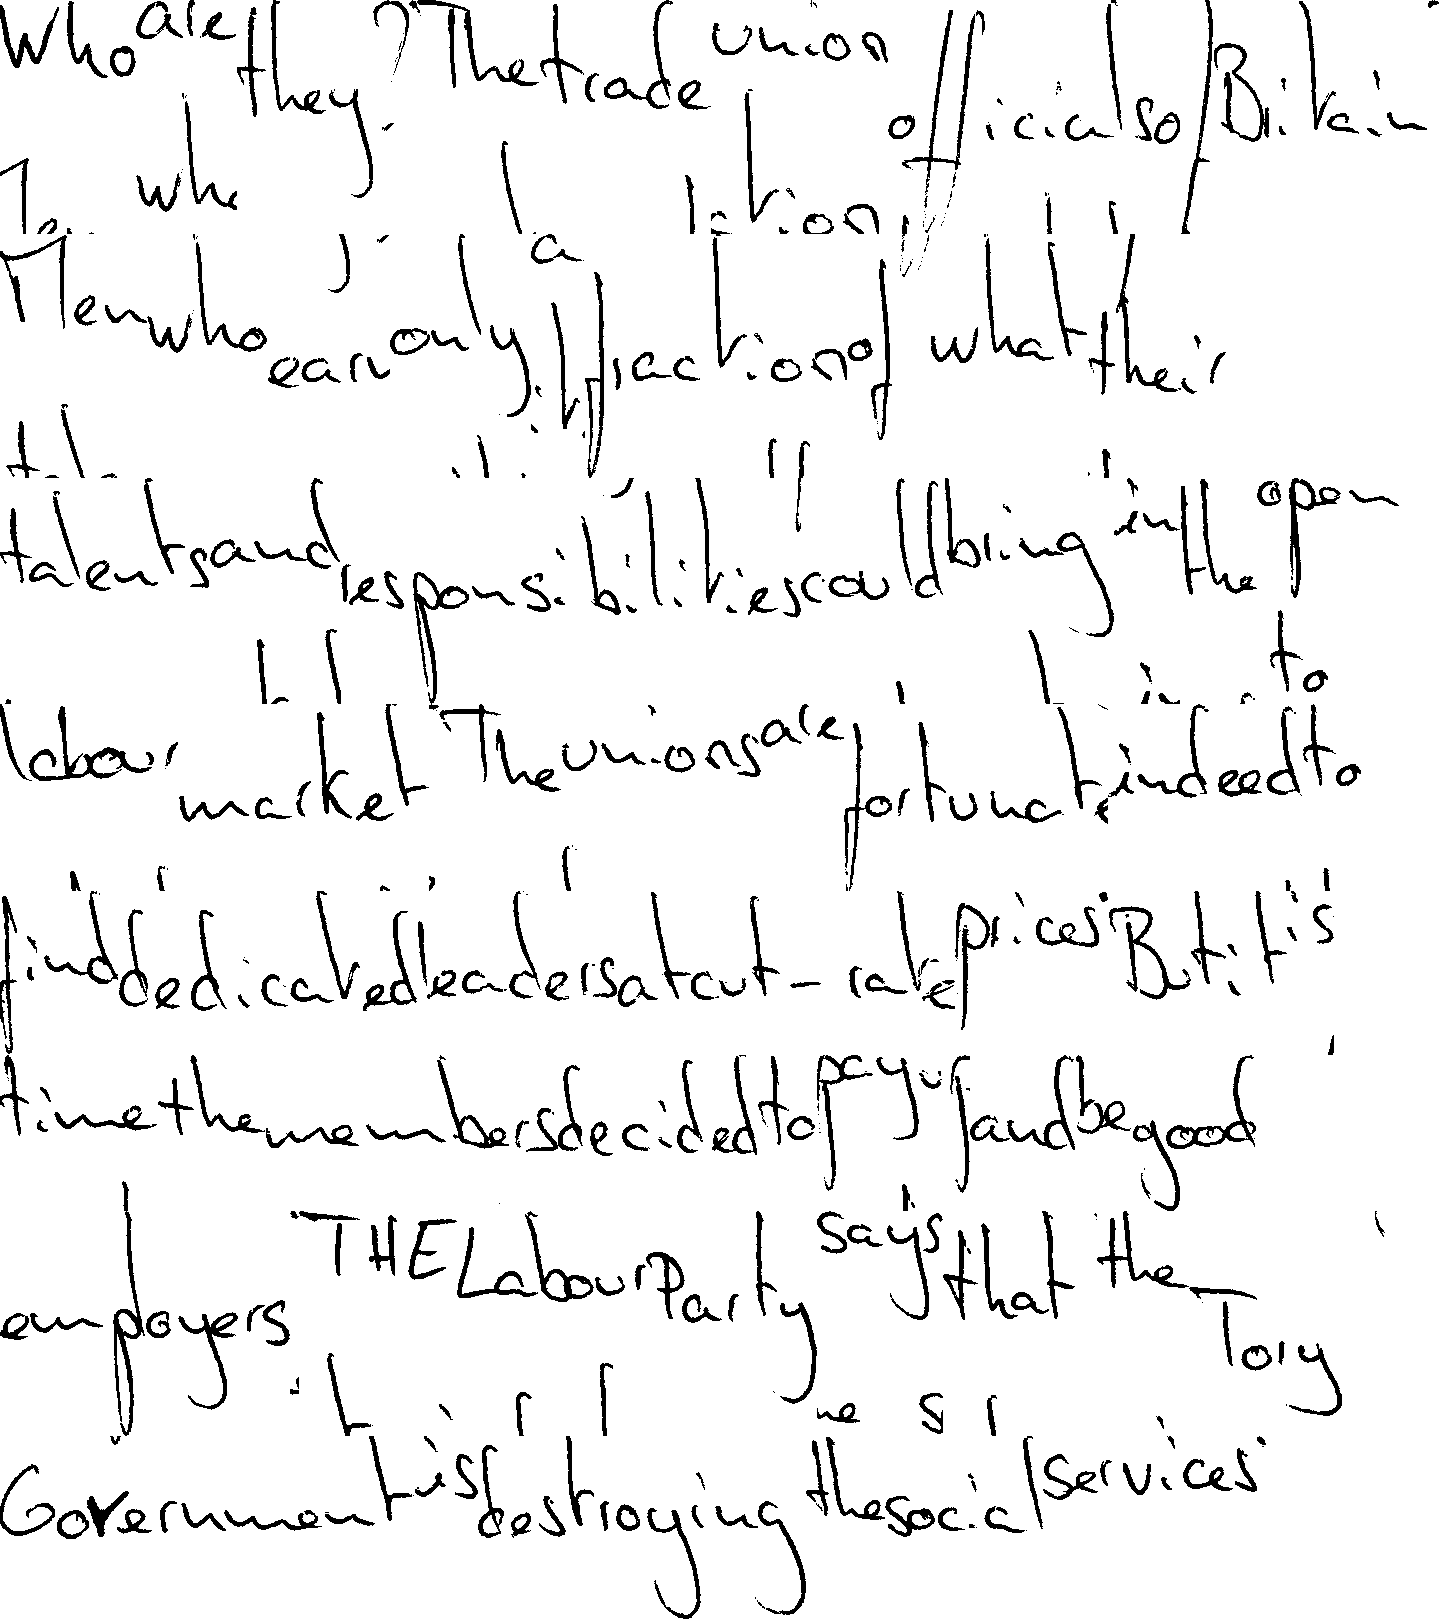 Who are they? The trade union officials of Britain.
Men who earn only a fraction of what their
talents and responsibilities could bring in the open
labour market. The unions are fortunate indeed to
find dedicated leaders at cut-rate prices. But it is
time the members decided to pay up and be good
employers. THE Labour Party says that the Tory
Government is destroying the social services.